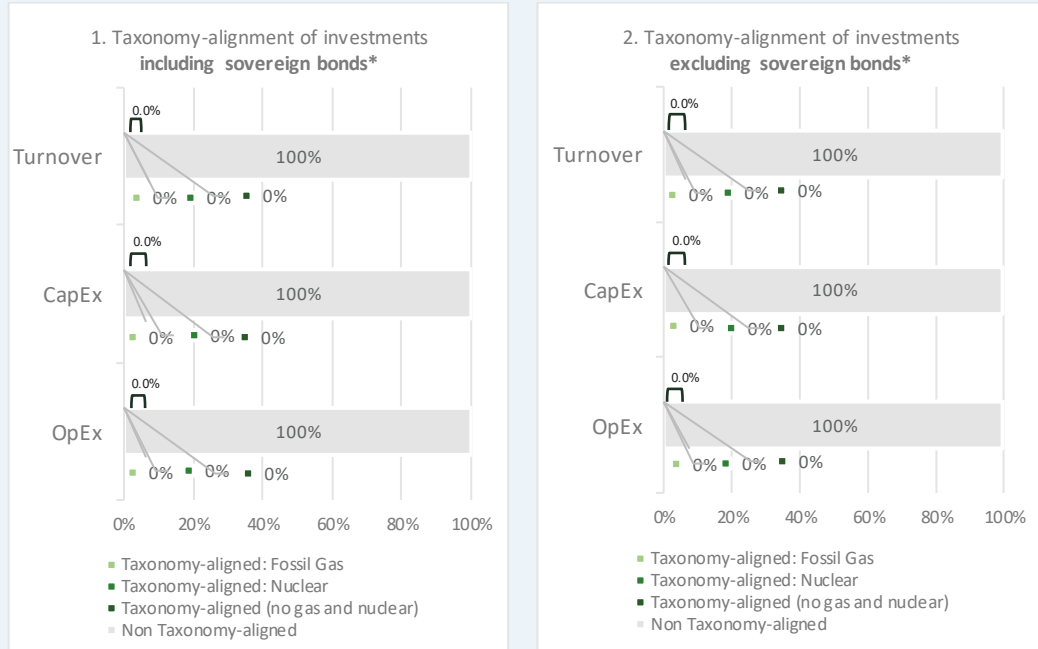 1. Taxonomy-alignment of investments
including sovereign bonds*
0.0%
Turnover
100%
0% 0% 0%
0.0%
CapEx
100%
0% 0% 0%
0.0%
OpEx
100%
0% 0% 0%
0% 20% 40% 60% 80% 100%
Taxonomy-aligned: Fossil Gas
Taxonomy-aligned: Nuclear
Taxonomy-aligned (no gas and nuclear)
Non Taxonomy-aligned
2. Taxonomy-alignment of investments
excluding sovereign bonds*
0.0%
Turnover
100%
0% 0% 0%
0.0%
CapEx
100%
0% 0% 0%
0.0%
OpEx
100%
0% 0% 0%
0% 20% 40% 60% 80% 100%
Taxonomy-aligned: Fossil Gas
Taxonomy-aligned: Nuclear
Taxonomy-aligned (no gas and nuclear)
Non Taxonomy-aligned